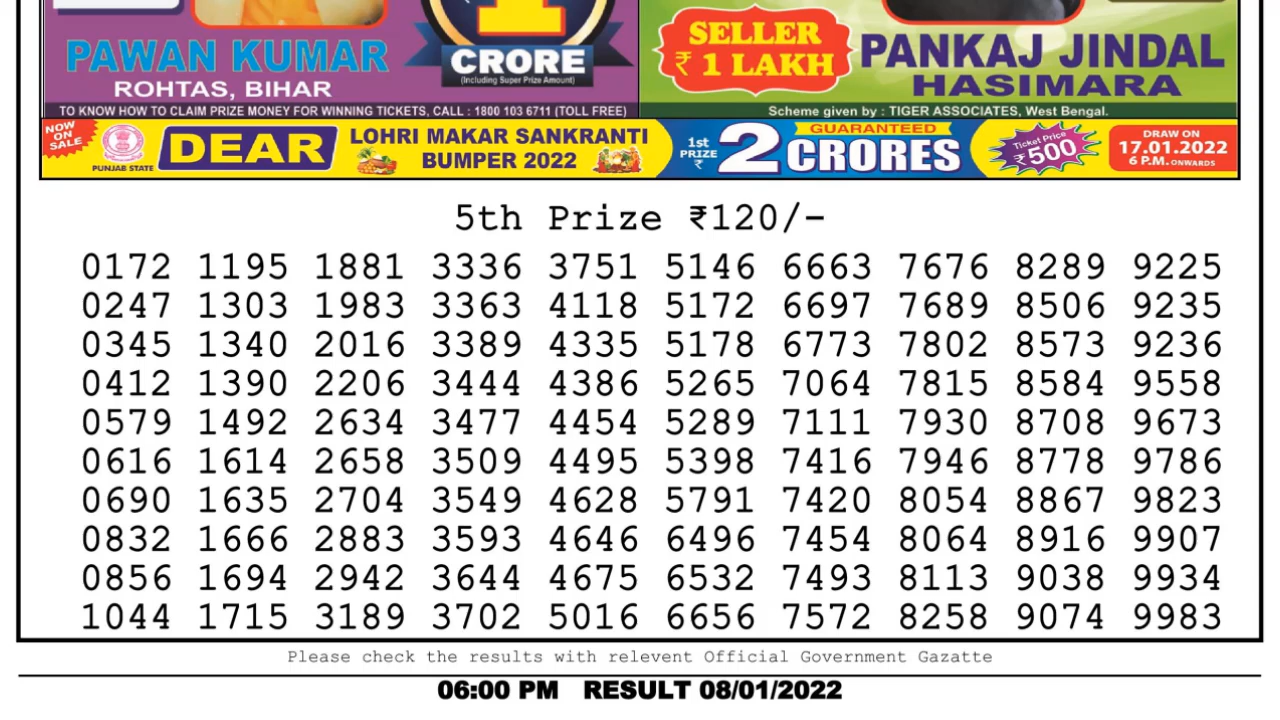 1
CRORE
(Including Super Prize Amount)
PAWAN KUMAR
ROHTAS, BIHAR
SELLER
₹ 1 LAKH
PANKAJ JINDAL
HASIMARA
TO KNOW HOW TO CLAIM PRIZE MONEY FOR WINNING TICKETS, CALL : 1800 103 6711 (TOLL FREE)
Scheme given by : TIGER ASSOCIATES, West Bengal.
NOW
ON
SALE
PUNJAB STATE
DEAR
LOHRI MAKAR SANKRANTI
BUMPER 2022
1st
PRIZE
₹
2
GUARANTEED
CRORES
Ticket Price
₹500
DRAW ON
17.01.2022
6 P.M. ONWARDS
5th Prize ₹120/-
0172 1195 1881 3336 3751 5146 6663 7676 8289 9225
0247 1303 1983 3363 4118 5172 6697 7689 8506 9235
0345 1340 2016 3389 4335 5178 6773 7802 8573 9236
0412 1390 2206 3444 4386 5265 7064 7815 8584 9558
0579 1492 2634 3477 4454 5289 7111 7930 8708 9673
0616 1614 2658 3509 4495 5398 7416 7946 8778 9786
0690 1635 2704 3549 4628 5791 7420 8054 8867 9823
0832 1666 2883 3593 4646 6496 7454 8064 8916 9907
0856 1694 2942 3644 4675 6532 7493 8113 9038 9934
1044 1715 3189 3702 5016 6656 7572 8258 9074 9983
Please check the results with relevent Official Government Gazatte
06:00 PM RESULT 08/01/2022